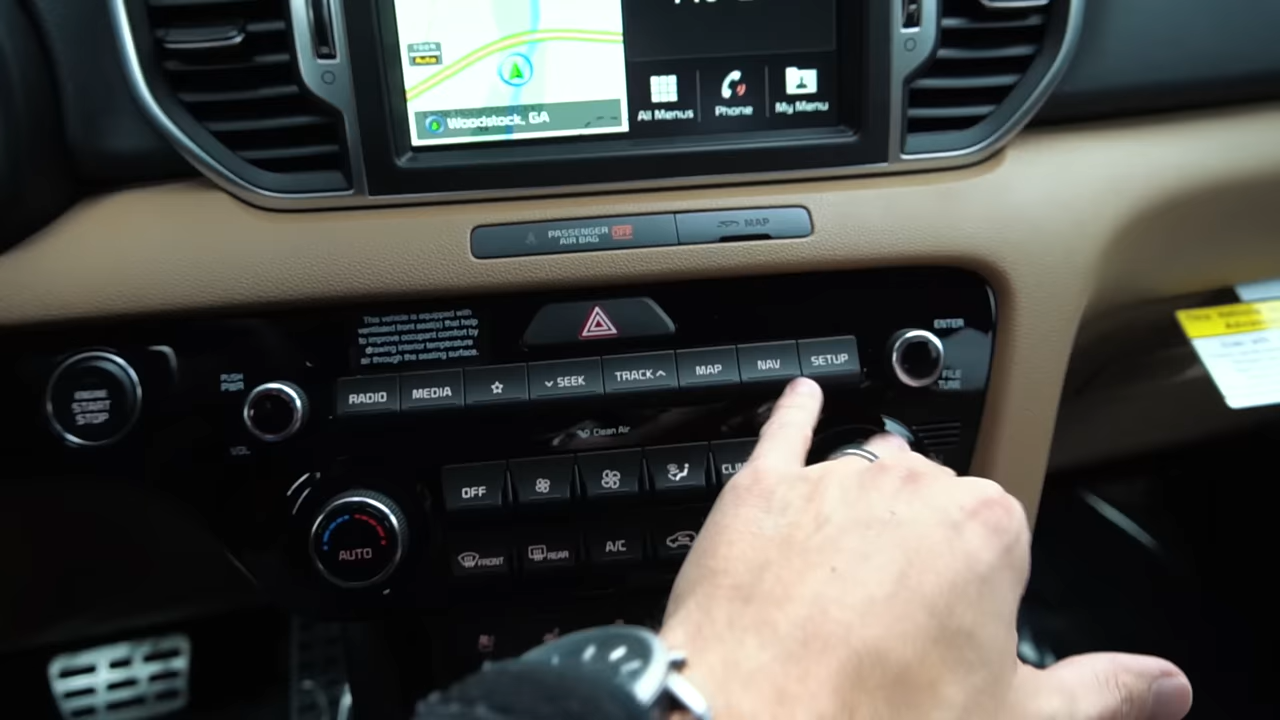 Auto
Woodstock, GA
All Menus
Phone
My Menu
PASSENGER
AIR BAG OFF
MAP
This vehicle is equipped with
ventilated front seat(s) that help
to improve occupant comfort by
drawing interior temperature
air through the seating surface.
ENGINE
START
STOP
PUSH
PWR
VOL
RADIO
MEDIA
SEEK
TRACK
MAP
NAV
SETUP
ENTER
FILE
TUNE
Clean Air
OFF
AUTO
FRONT
REAR
A/C